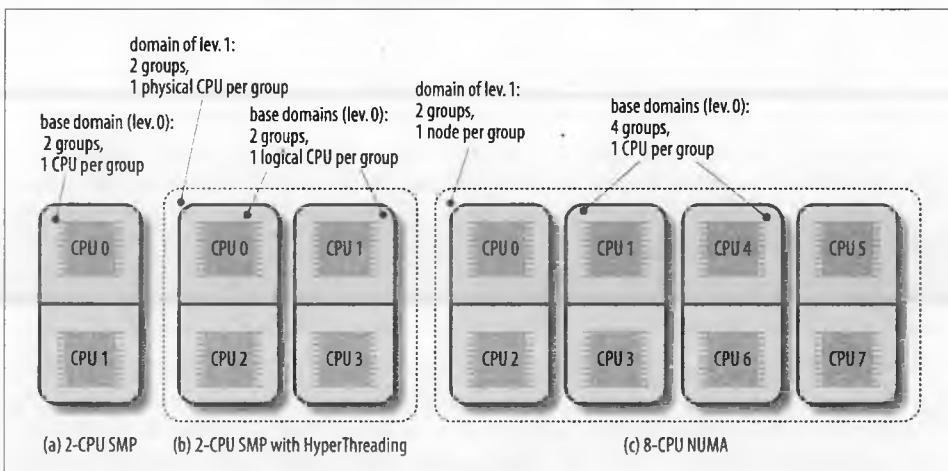 domain of lev. 1:
2 groups,
1 physical CPU per group
base domain (lev. 0):
2 groups,
1 CPU per group
base domains (lev. 0):
2 groups,
1 logical CPU per group
domain of lev. 1:
2 groups,
1 node per group
base domains (lev. 0):
4 groups,
1 CPU per group
CPU 0
CPU 1
(a) 2-CPU SMP
CPU 0
CPU 1
CPU 2
CPU 3
(b) 2-CPU SMP with HyperThreading
CPU 0
CPU 1
CPU 4
CPU 5
CPU 2
CPU 3
CPU 6
CPU 7
(c) 8-CPU NUMA